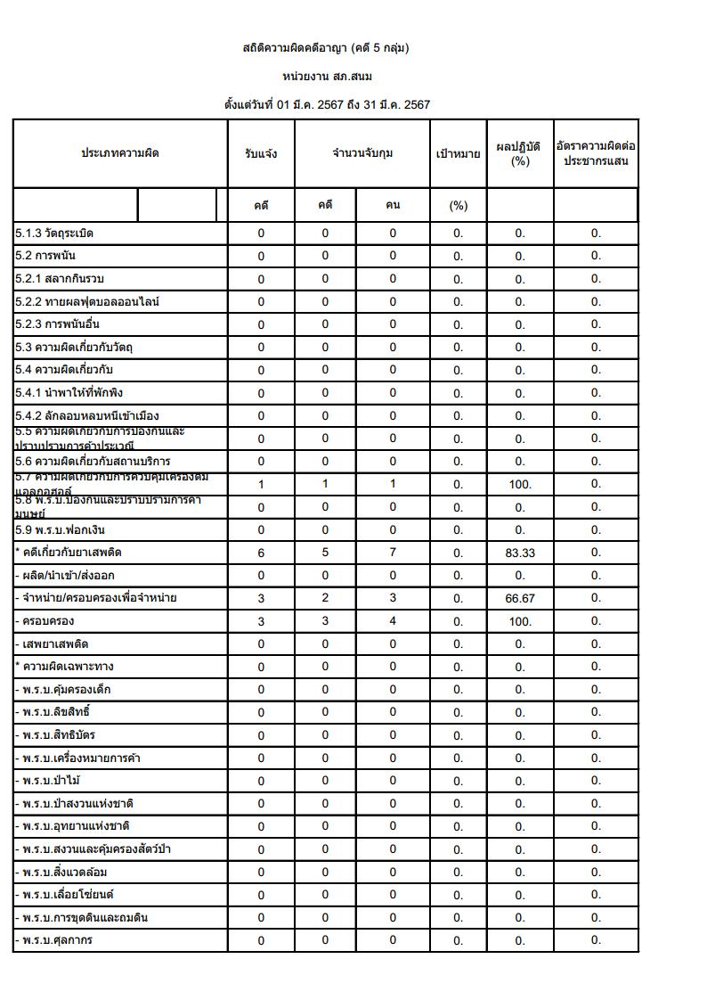 สถิติความผิดคดีอาญา (คดี 5 กลุ่ม)
หน่วยงาน สภ.สนม
ตั้งแต่วันที่ 01 มี.ค. 2567 ถึง 31 มี.ค. 2567
ประเภทความผิด รับแจ้ง จำนวนจับกุม เป้าหมาย ผลปฏิบัติ (%) อัตราความผิดต่อ ประชากรแสน
คดี คดี คน (%)
5.1.3 วัตถุระเบิด 0 0 0 0. 0. 0.
5.2 การพนัน 0 0 0 0. 0. 0.
5.2.1 สลากกินรวบ 0 0 0 0. 0. 0.
5.2.2 ทายผลฟุตบอลออนไลน์ 0 0 0 0. 0. 0.
5.2.3 การพนันอื่น 0 0 0 0. 0. 0.
5.3 ความผิดเกี่ยวกับวัตถุ 0 0 0 0. 0. 0.
5.4 ความผิดเกี่ยวกับ 0 0 0 0. 0. 0.
5.4.1 นำพาให้ที่พักพิง 0 0 0 0. 0. 0.
5.4.2 ลักลอบหลบหนีเข้าเมือง 0 0 0 0. 0. 0.
5.5 ความผิดเกี่ยวกับการป้องกันและ
ปราบปรามการค้าประเวณี 0 0 0 0. 0. 0.
5.6 ความผิดเกี่ยวกับสถานบริการ 0 0 0 0. 0. 0.
5.7 ความผิดเกี่ยวกับการควบคุมเครื่องดื่ม
แอลกอฮอล์ 1 1 1 0. 100. 0.
5.8 พ.ร.บ.ป้องกันและปราบปรามการค้า
มนุษย์ 0 0 0 0. 0. 0.
5.9 พ.ร.บ.ฟอกเงิน 0 0 0 0. 0. 0.
* คดีเกี่ยวกับยาเสพติด 6 5 7 0. 83.33 0.
- ผลิต/นำเข้า/ส่งออก 0 0 0 0. 0. 0.
- จำหน่าย/ครอบครองเพื่อจำหน่าย 3 2 3 0. 66.67 0.
- ครอบครอง 3 3 4 0. 100. 0.
- เสพยาเสพติด 0 0 0 0. 0. 0.
* ความผิดเฉพาะทาง 0 0 0 0. 0. 0.
- พ.ร.บ.คุ้มครองเด็ก 0 0 0 0. 0. 0.
- พ.ร.บ.ลิขสิทธิ์ 0 0 0 0. 0. 0.
- พ.ร.บ.สิทธิบัตร 0 0 0 0. 0. 0.
- พ.ร.บ.เครื่องหมายการค้า 0 0 0 0. 0. 0.
- พ.ร.บ.ป่าไม้ 0 0 0 0. 0. 0.
- พ.ร.บ.ป่าสงวนแห่งชาติ 0 0 0 0. 0. 0.
- พ.ร.บ.อุทยานแห่งชาติ 0 0 0 0. 0. 0.
- พ.ร.บ.สงวนและคุ้มครองสัตว์ป่า 0 0 0 0. 0. 0.
- พ.ร.บ.สิ่งแวดล้อม 0 0 0 0. 0. 0.
- พ.ร.บ.เลื่อยโซ่ยนต์ 0 0 0 0. 0. 0.
- พ.ร.บ.การขุดดินและถมดิน 0 0 0 0. 0. 0.
- พ.ร.บ.ศุลกากร 0 0 0 0. 0. 0.